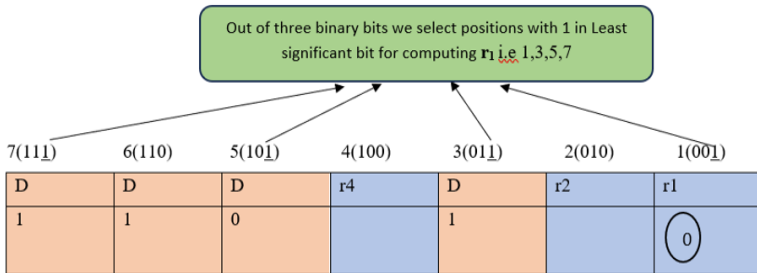 Out of three binary bits we select positions with 1 in Least
significant bit for computing r1 i.e 1,3,5,7
7(111) 6(110) 5(101) 4(100) 3(011) 2(010) 1(001)
D D D r4 D r2 r1
1 1 0 1 0